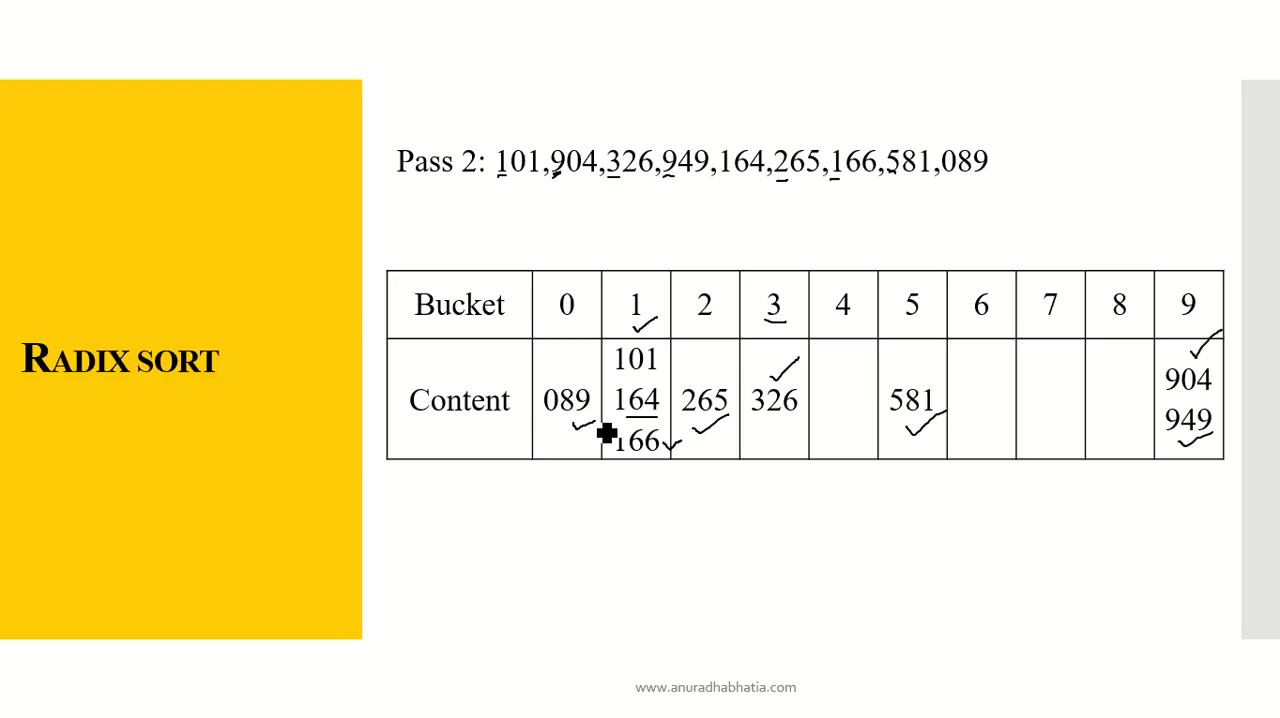 Pass 2: 101,904,326,949,164,265,166,581,089
RADIX SORT
Bucket 0 1 2 3 4 5 6 7 8 9
Content 089 101 164 166 265 326 581 904 949
www.anuradhabhatia.com